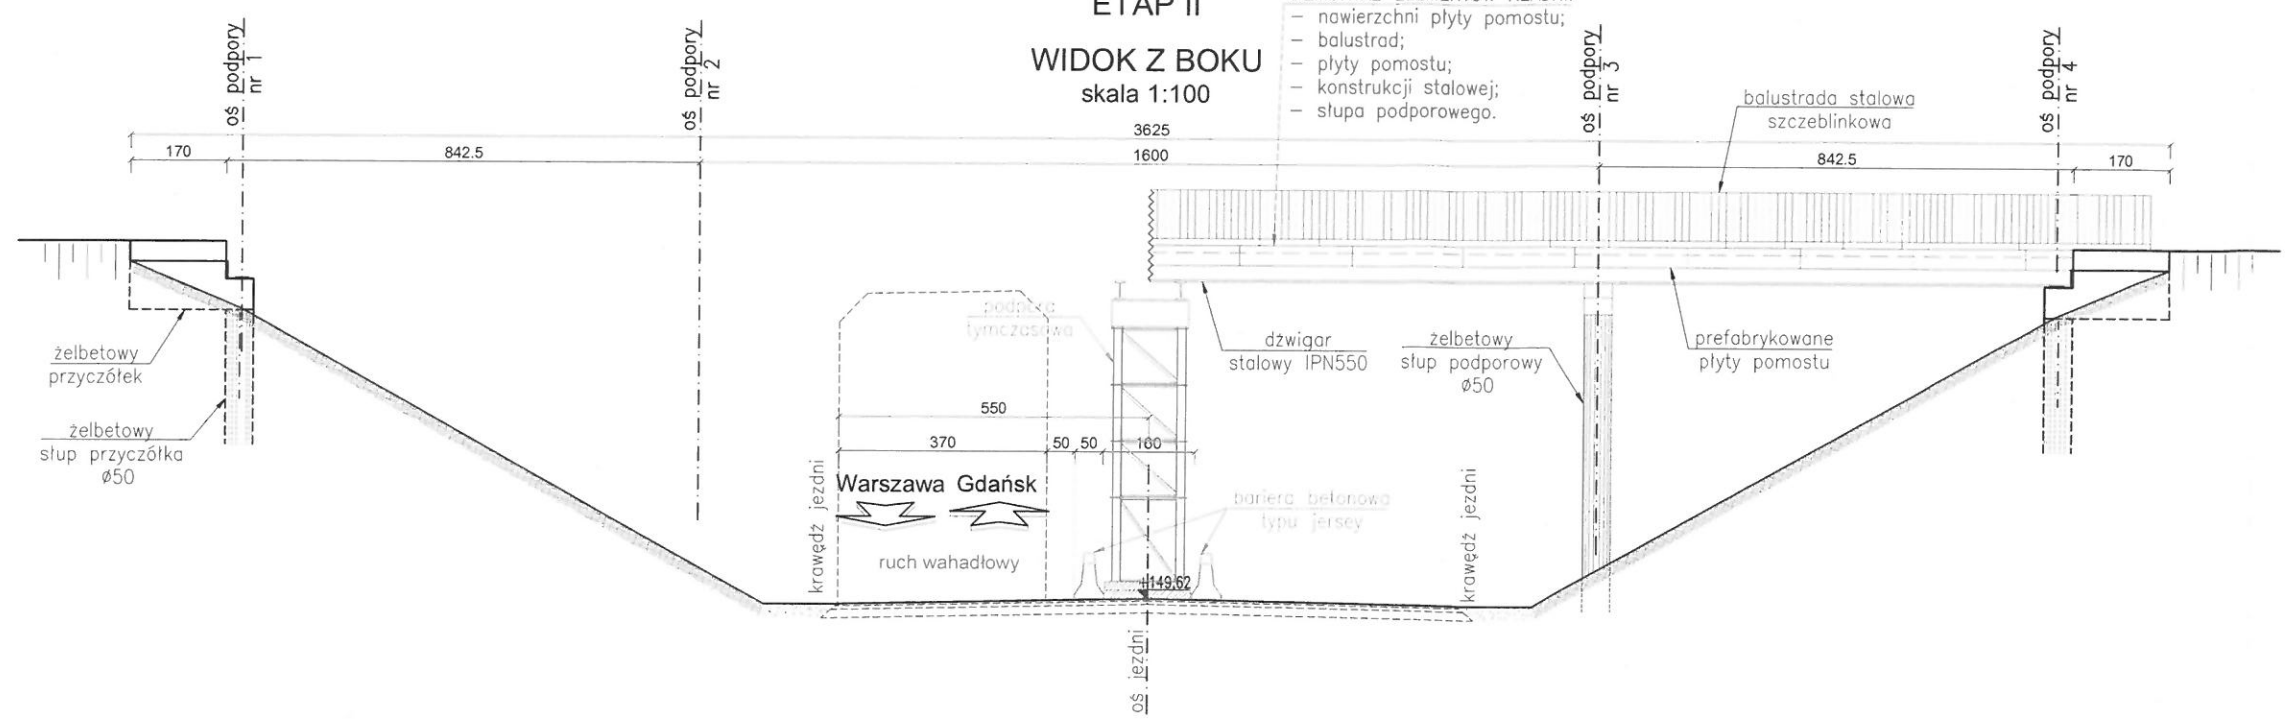 ETAP II
WIDOK Z BOKU
skala 1:100
– nawierzchni płyty pomostu;
– balustrad;
– płyty pomostu;
– konstrukcji stalowej;
– słupa podporowego.
oś podpory
nr 1
oś podpory
nr 2
oś podpory
nr 3
oś podpory
nr 4
balustrada stalowa
szczeblinkowa
3625
170
842.5
1600
842.5
170
podpora
tymczasowa
żelbetowy
przyczółek
żelbetowy
słup przyczółka
ø50
dźwigar
stalowy IPN550
żelbetowy
słup podporowy
ø50
prefabrykowane
płyty pomostu
550
370
50
50
160
krawędź jezdni
Warszawa
Gdańsk
ruch wahadłowy
bariera betonowa
typu jersey
krawędź jezdni
+149.62
oś jezdni